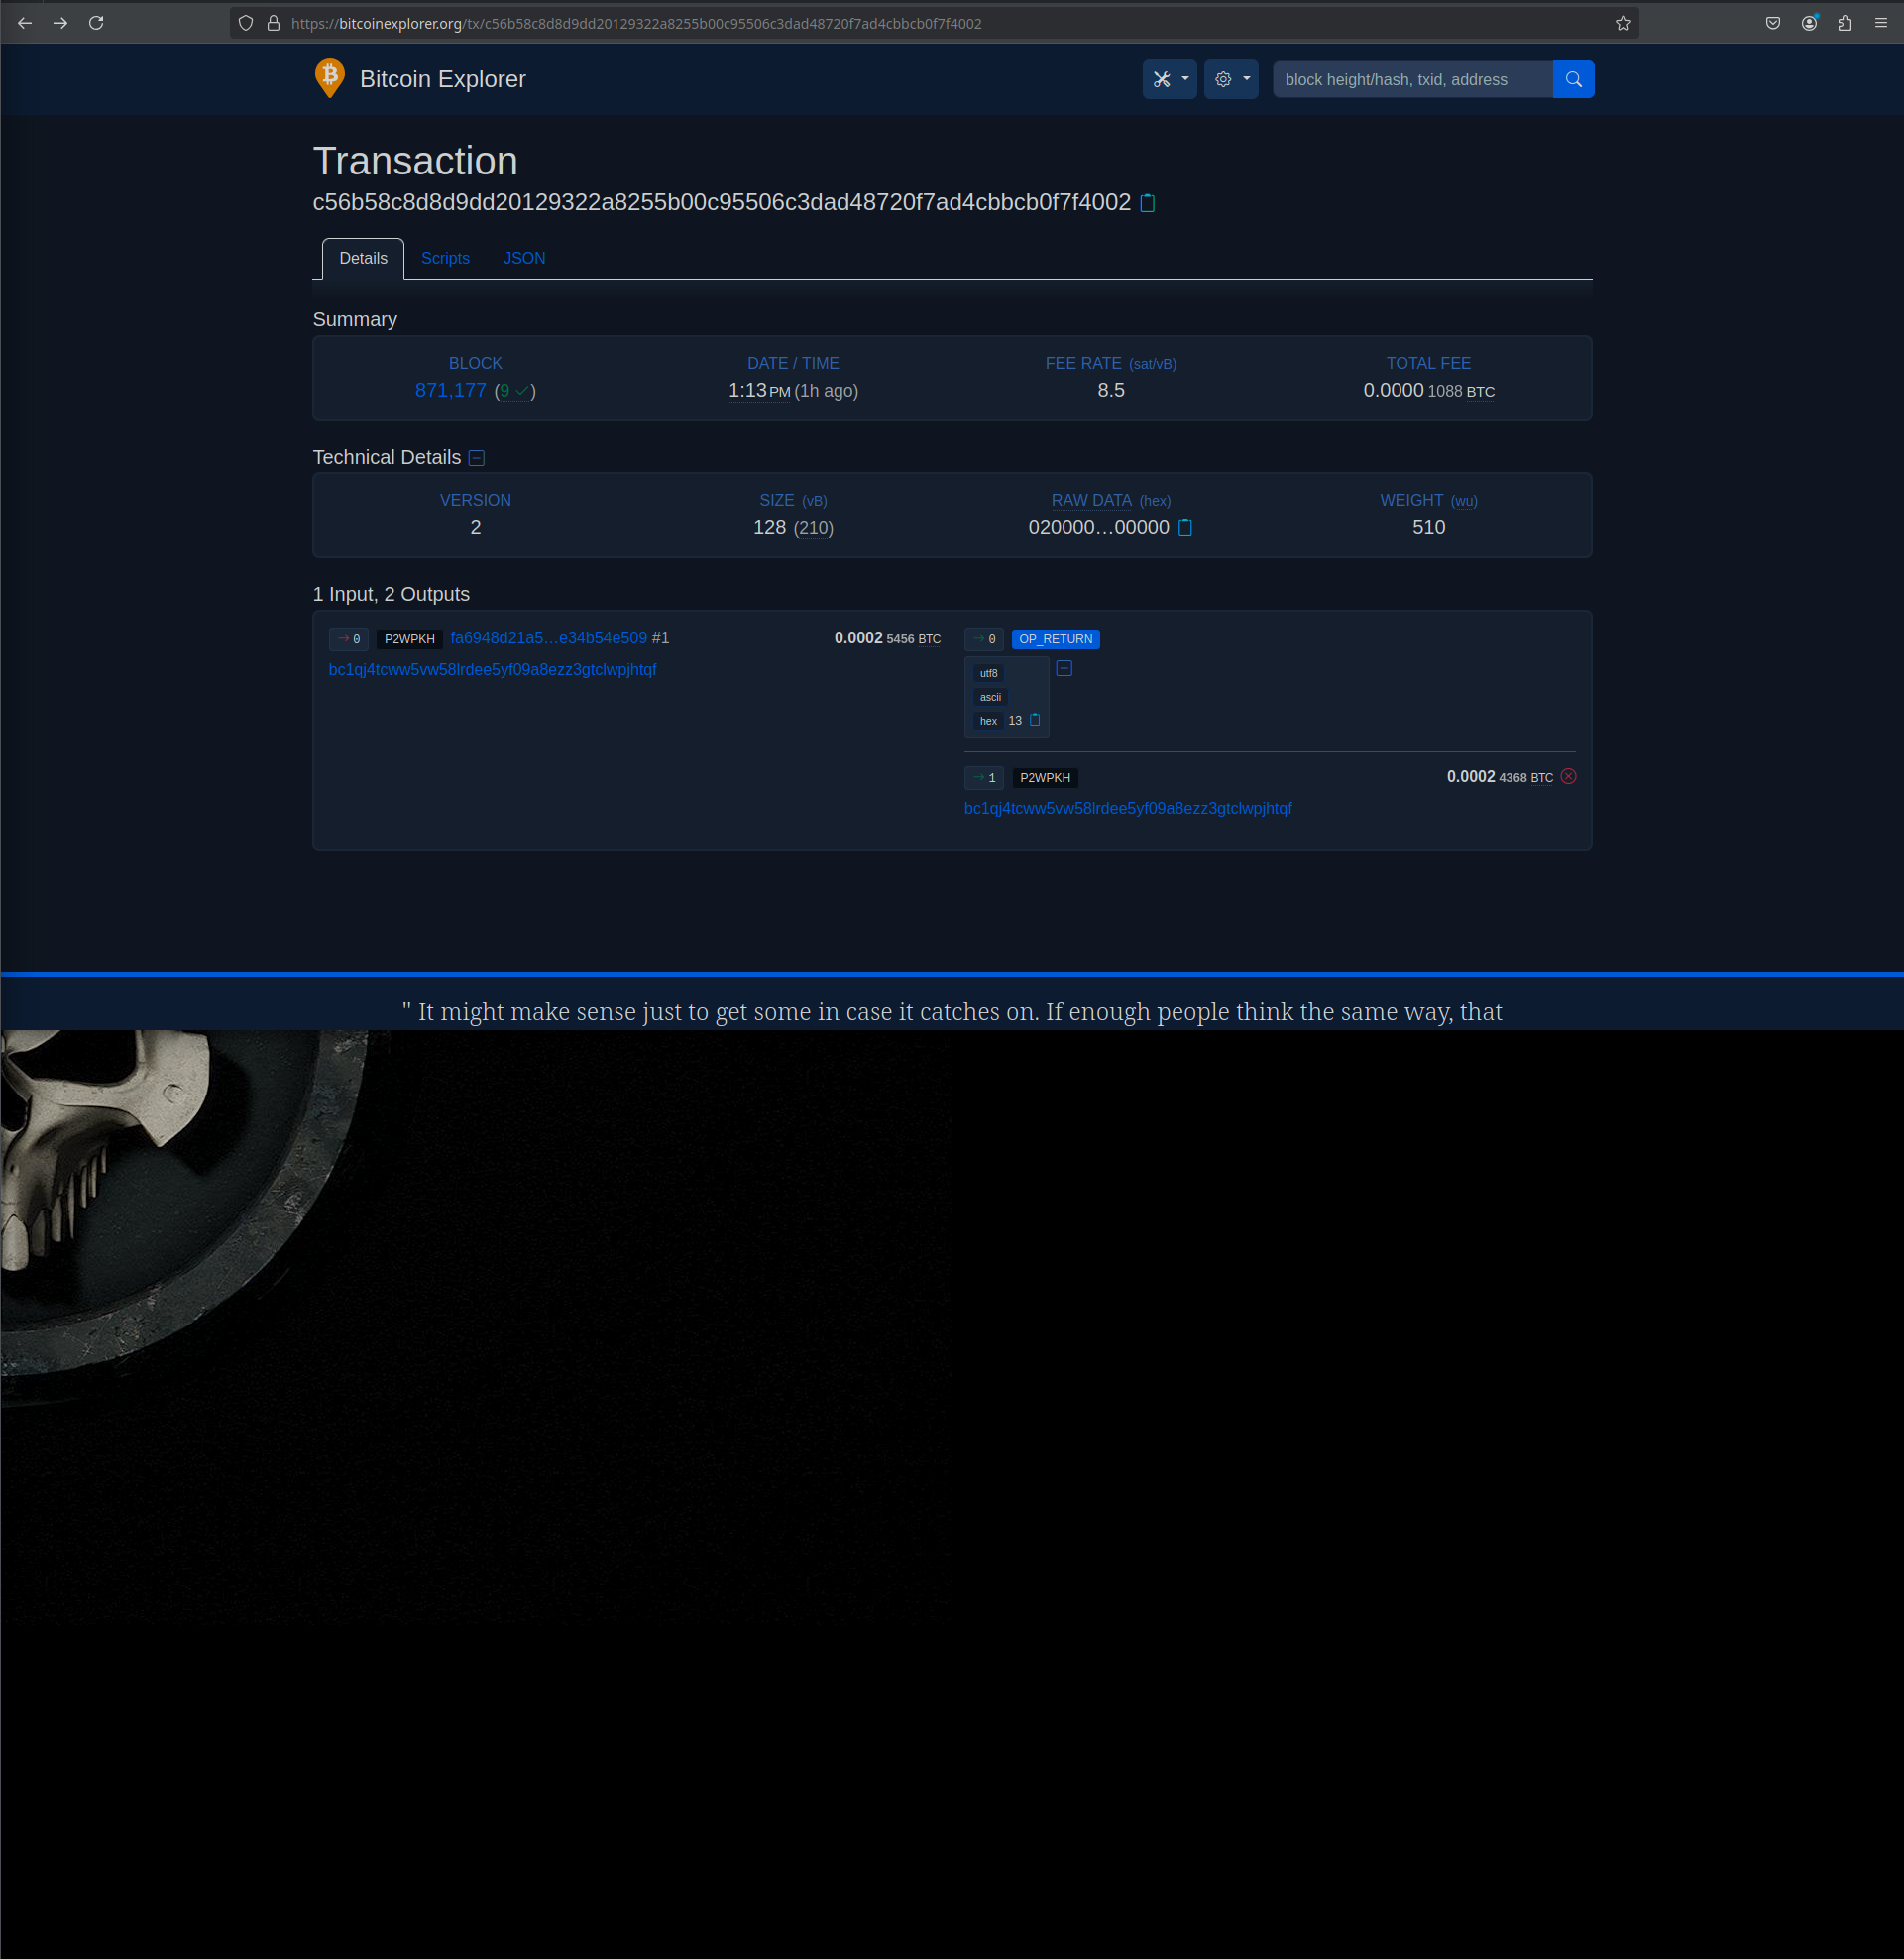 https://bitcoinexplorer.org/tx/c56b58c8d8d9dd20129322a8255b00c95506c3dad48720f7ad4cbbcb0f7f4002
Bitcoin Explorer
block height/hash, txid, address
Transaction
c56b58c8d8d9dd20129322a8255b00c95506c3dad48720f7ad4cbbcb0f7f4002
Details Scripts JSON
Summary
BLOCK DATE / TIME FEE RATE (sat/vB) TOTAL FEE
871,177 (9 ✓) 1:13 PM (1h ago) 8.5 0.0000 1088 BTC
Technical Details
VERSION SIZE (vB) RAW DATA (hex) WEIGHT (wu)
2 128 (210) 020000…00000 510
1 Input, 2 Outputs
→ 0 P2WPKH fa6948d21a5…e34b54e509 #1 0.0002 5456 BTC
bc1qj4tcww5vw58lrdee5yf09a8ezz3gtclwpjhtqf
→ 0 OP_RETURN
utf8
ascii
hex 13
→ 1 P2WPKH 0.0002 4368 BTC
bc1qj4tcww5vw58lrdee5yf09a8ezz3gtclwpjhtqf
" It might make sense just to get some in case it catches on. If enough people think the same way, that